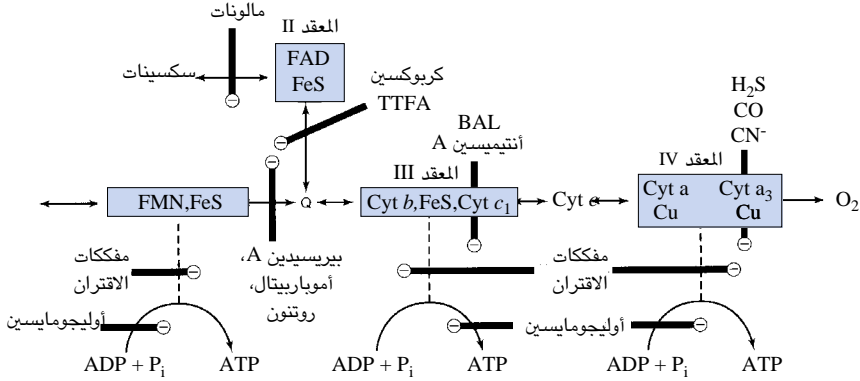 مالونات
المعقد II
FAD
FeS
سكسينات
كربوكسين
TTFA
H₂S
CO
CN⁻
BAL
أنتيميسين A
المعقد III
المعقد IV
FMN,FeS
Q
Cyt b,FeS,Cyt c₁
Cyt c
Cyt a Cyt a₃
Cu Cu
O₂
مفككات
الاقتران
بيريسيدين A،
أموباربيتال،
روتنون
مفككات
الاقتران
أوليجومايسين
أوليجومايسين
ADP + Pᵢ
ATP
ADP + Pᵢ
ATP
ADP + Pᵢ
ATP